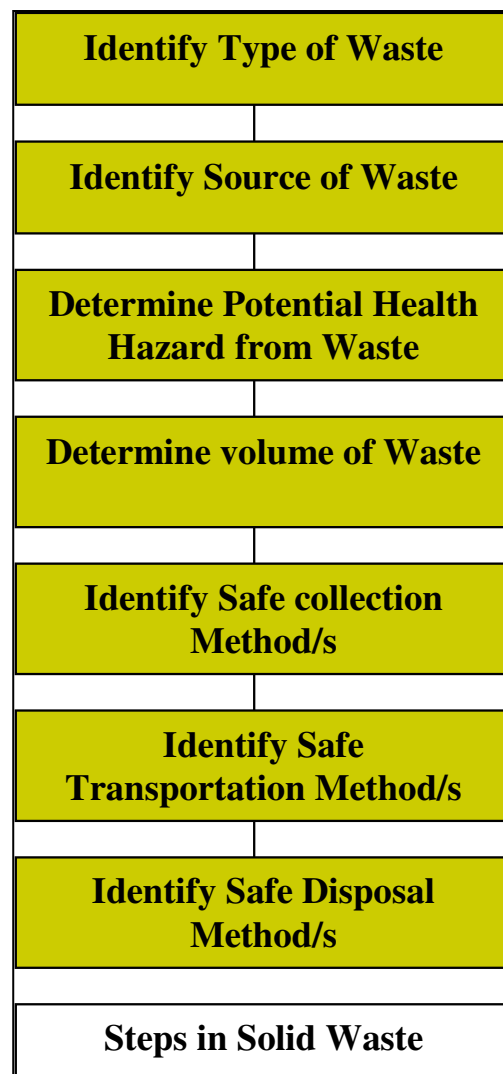 Identify Type of Waste
Identify Source of Waste
Determine Potential Health
Hazard from Waste
Determine volume of Waste
Identify Safe collection
Method/s
Identify Safe
Transportation Method/s
Identify Safe Disposal
Method/s
Steps in Solid Waste